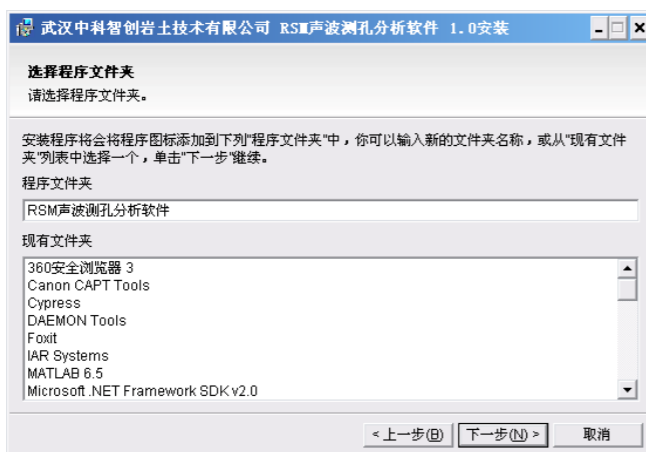 武汉中科智创岩土技术有限公司 RSM声波测孔分析软件 1.0安装
选择程序文件夹
请选择程序文件夹。
安装程序将会将程序图标添加到下列"程序文件夹"中,你可以输入新的文件夹名称,或从"现有文件
夹"列表中选择一个,单击"下一步"继续。
程序文件夹
RSM声波测孔分析软件
现有文件夹
360安全浏览器 3
Canon CAPT Tools
Cypress
DAEMON Tools
Foxit
IAR Systems
MATLAB 6.5
Microsoft .NET Framework SDK v2.0
<上一步(B) 下一步(N)> 取消